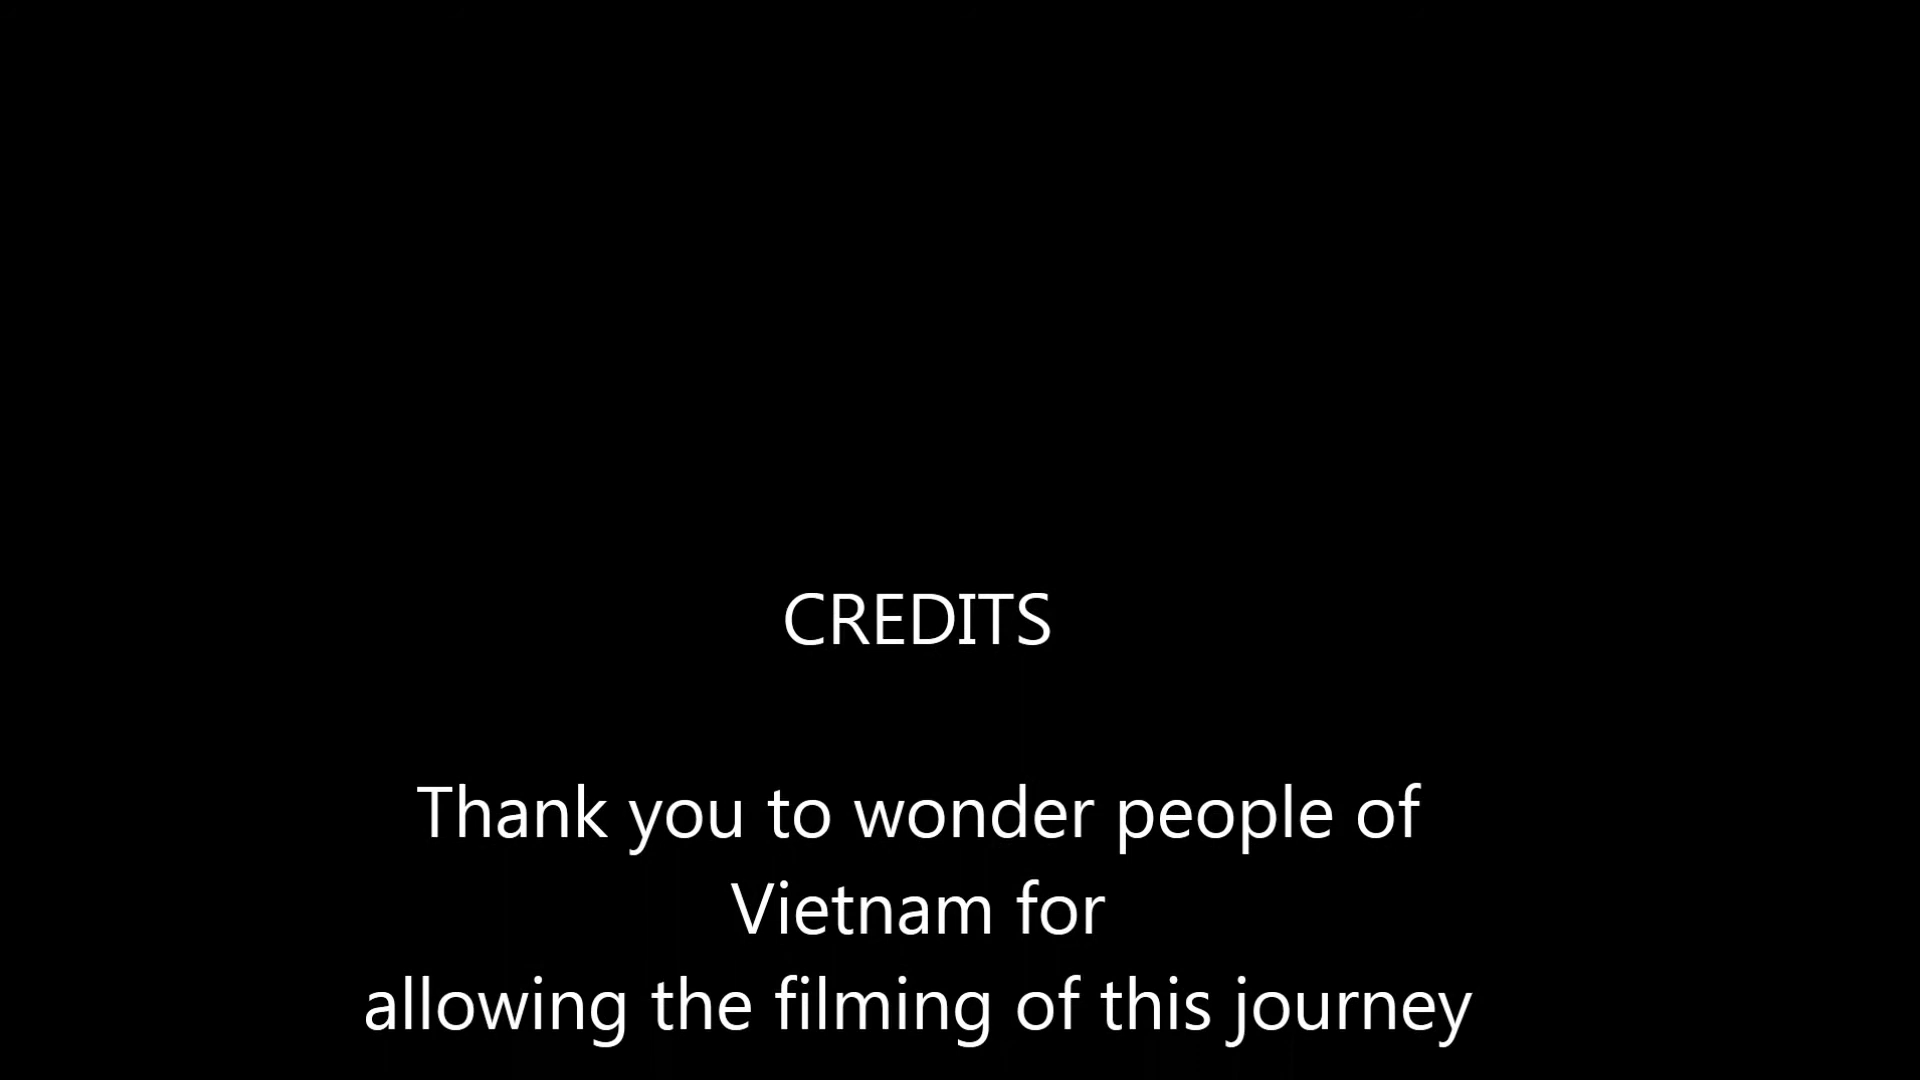 CREDITS
Thank you to wonder people of
Vietnam for
allowing the filming of this journey